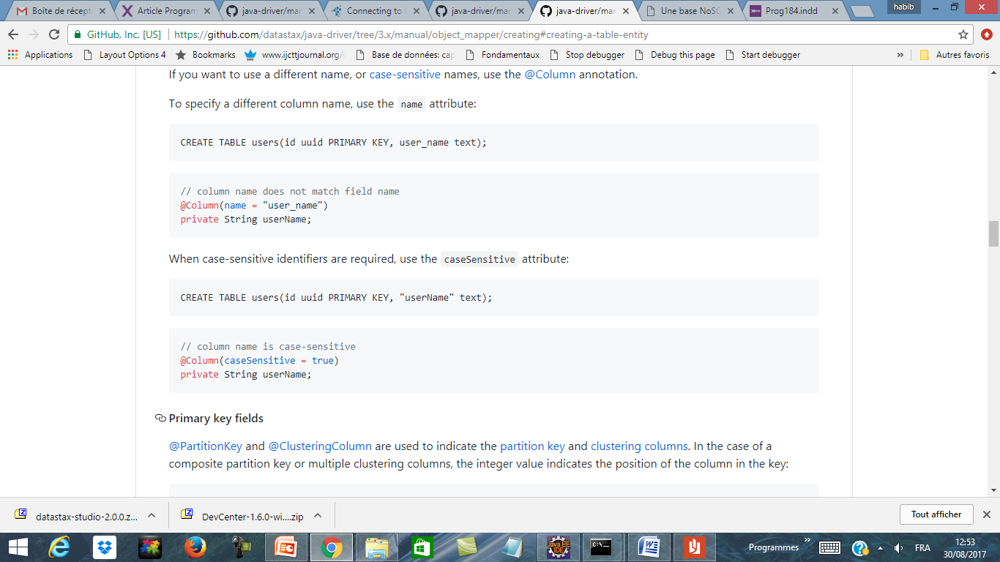 Boîte de récept
Article Program
java-driver/mar
Connecting to C
java-driver/mar
java-driver/mar
Une base NoSQ
Prog184.indd
habib
GitHub, Inc. [US]
https://github.com/datastax/java-driver/tree/3.x/manual/object_mapper/creating#creating-a-table-entity
Applications
Layout Options 4
Bookmarks
www.ijcttjournal.org/
Base de données: cap
Fondamentaux
Stop debugger
Debug this page
Start debugger
»
Autres favoris
If you want to use a different name, or case-sensitive names, use the @Column annotation.
To specify a different column name, use the name attribute:
CREATE TABLE users(id uuid PRIMARY KEY, user_name text);
// column name does not match field name
@Column(name = "user_name")
private String userName;
When case-sensitive identifiers are required, use the caseSensitive attribute:
CREATE TABLE users(id uuid PRIMARY KEY, "userName" text);
// column name is case-sensitive
@Column(caseSensitive = true)
private String userName;
Primary key fields
@PartitionKey and @ClusteringColumn are used to indicate the partition key and clustering columns. In the case of a
composite partition key or multiple clustering columns, the integer value indicates the position of the column in the key:
datastax-studio-2.0.0.z...
DevCenter-1.6.0-wi....zip
Tout afficher
Java EE
IDE
C:\_
Programmes
»
FRA
12:53
30/08/2017